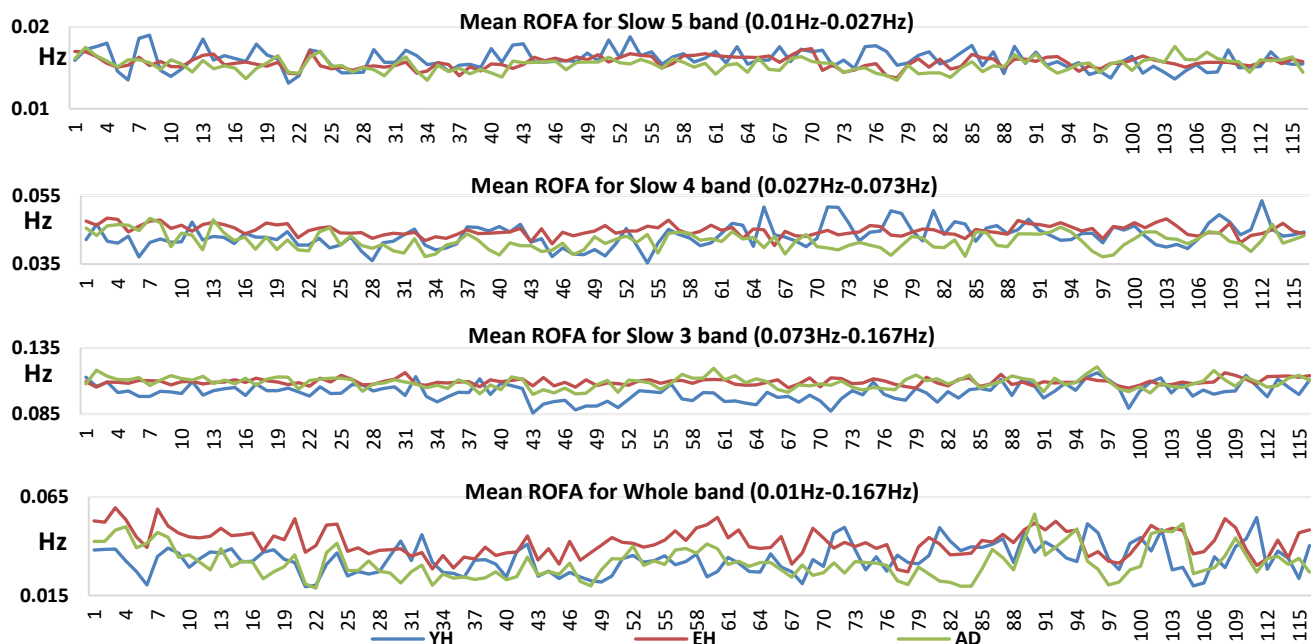 Mean ROFA for Slow 5 band (0.01Hz-0.027Hz)
0.02
Hz
0.01
1 4 7 10 13 16 19 22 25 28 31 34 37 40 43 46 49 52 55 58 61 64 67 70 73 76 79 82 85 88 91 94 97 100 103 106 109 112 115
Mean ROFA for Slow 4 band (0.027Hz-0.073Hz)
0.055
Hz
0.035
1 4 7 10 13 16 19 22 25 28 31 34 37 40 43 46 49 52 55 58 61 64 67 70 73 76 79 82 85 88 91 94 97 100 103 106 109 112 115
Mean ROFA for Slow 3 band (0.073Hz-0.167Hz)
0.135
Hz
0.085
1 4 7 10 13 16 19 22 25 28 31 34 37 40 43 46 49 52 55 58 61 64 67 70 73 76 79 82 85 88 91 94 97 100 103 106 109 112 115
Mean ROFA for Whole band (0.01Hz-0.167Hz)
0.065
Hz
0.015
1 4 7 10 13 16 19 22 25 28 31 34 37 40 43 46 49 52 55 58 61 64 67 70 73 76 79 82 85 88 91 94 97 100 103 106 109 112 115
YH EH AD